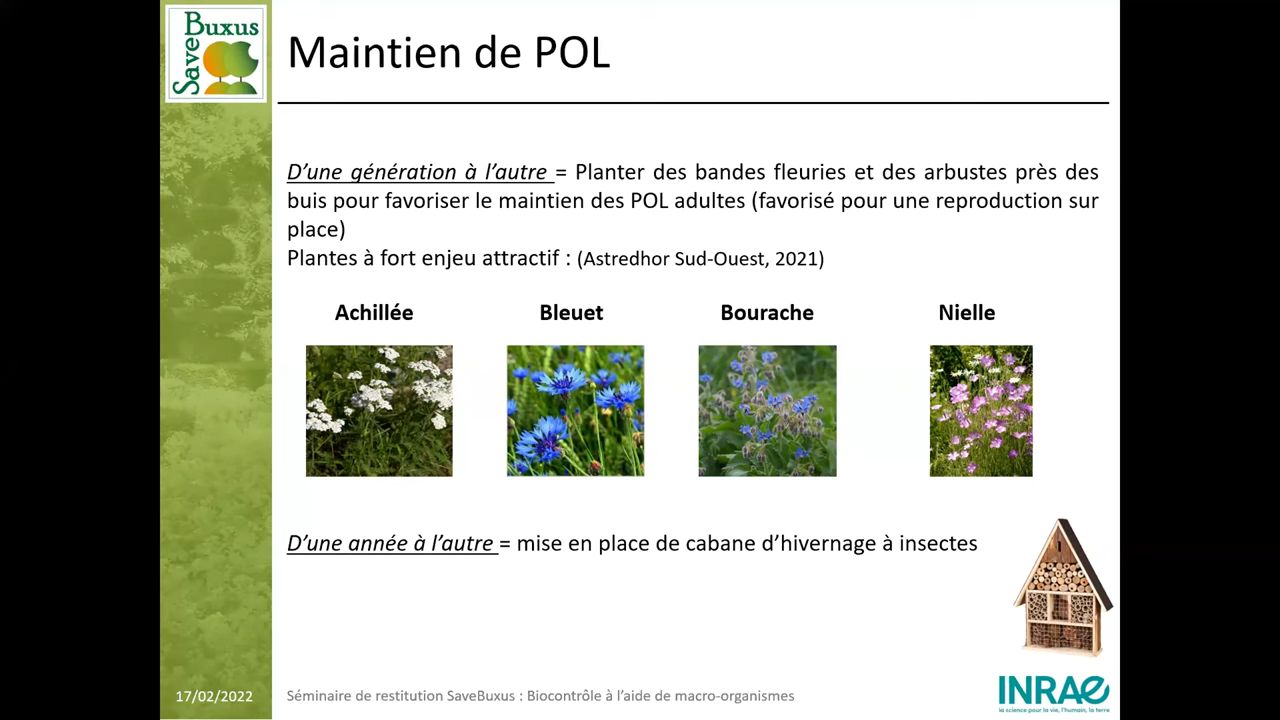 Save Buxus
Maintien de POL
D'une génération à l'autre = Planter des bandes fleuries et des arbustes près des
buis pour favoriser le maintien des POL adultes (favorisé pour une reproduction sur
place)
Plantes à fort enjeu attractif : (Astredhor Sud-Ouest, 2021)
Achillée Bleuet Bourache Nielle
D'une année à l'autre = mise en place de cabane d'hivernage à insectes
17/02/2022 Séminaire de restitution SaveBuxus : Biocontrôle à l'aide de macro-organismes
INRAE
la science pour la vie, l'humain, la terre